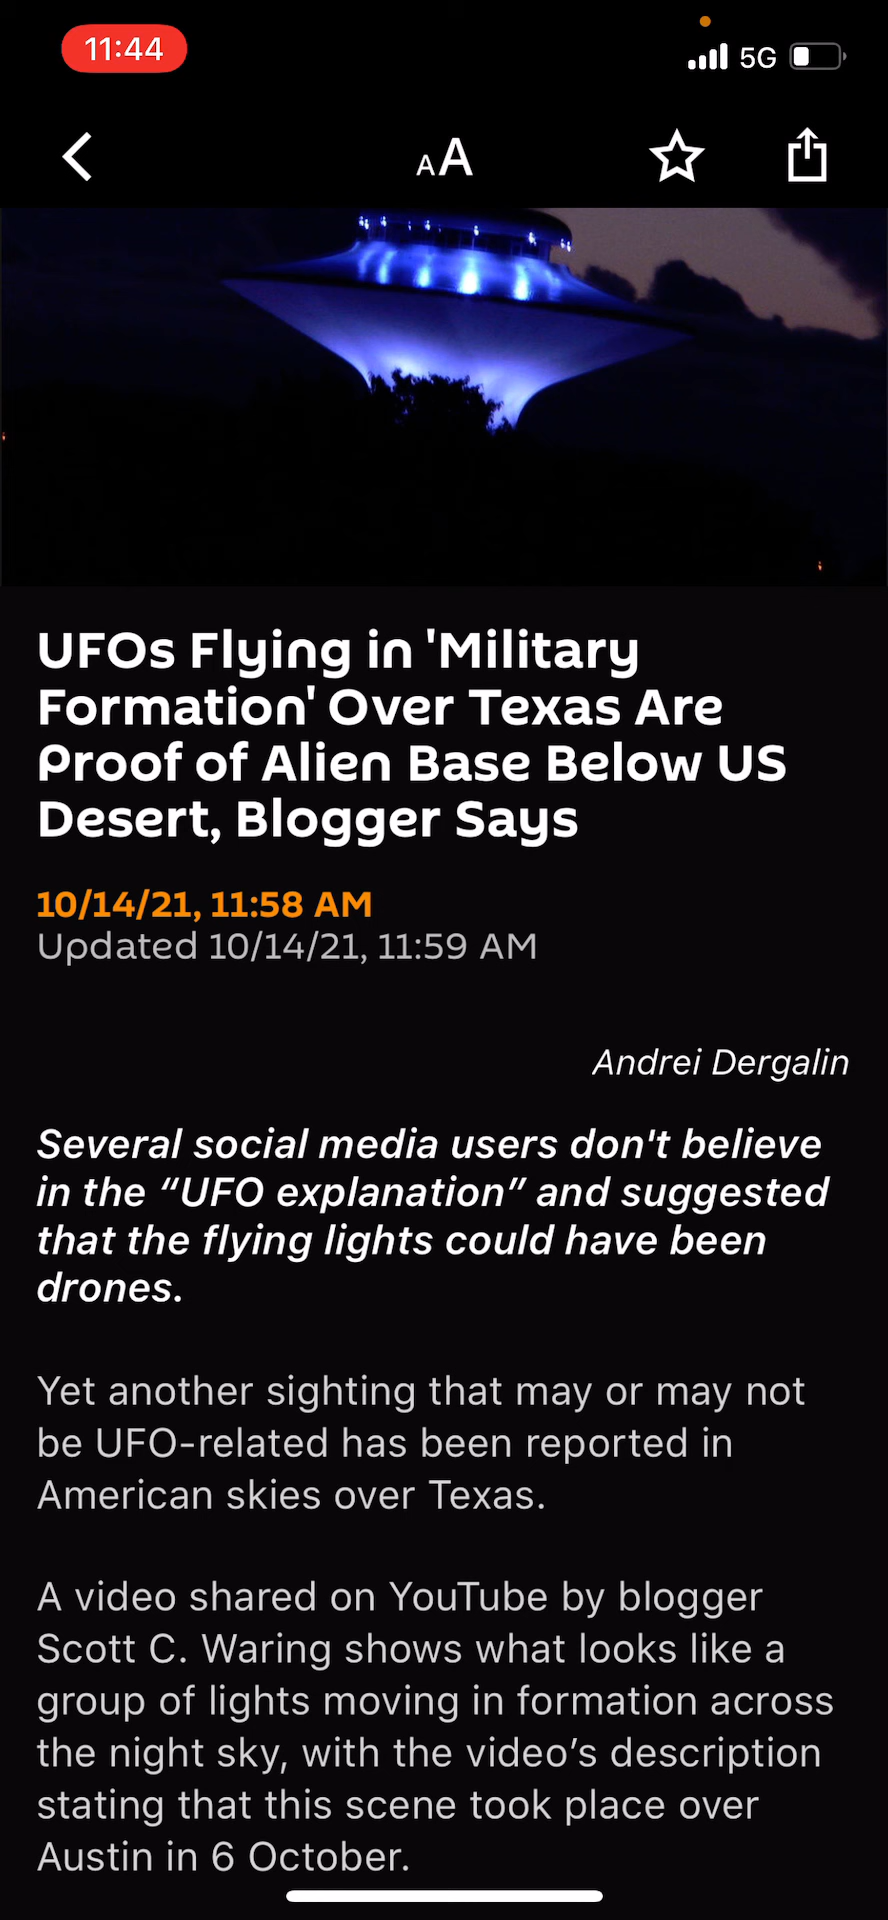 11:44
5G
AA
UFOs Flying in 'Military
Formation' Over Texas Are
Proof of Alien Base Below US
Desert, Blogger Says
10/14/21, 11:58 AM
Updated 10/14/21, 11:59 AM
Andrei Dergalin
Several social media users don't believe
in the “UFO explanation” and suggested
that the flying lights could have been
drones.
Yet another sighting that may or may not
be UFO-related has been reported in
American skies over Texas.
A video shared on YouTube by blogger
Scott C. Waring shows what looks like a
group of lights moving in formation across
the night sky, with the video’s description
stating that this scene took place over
Austin in 6 October.